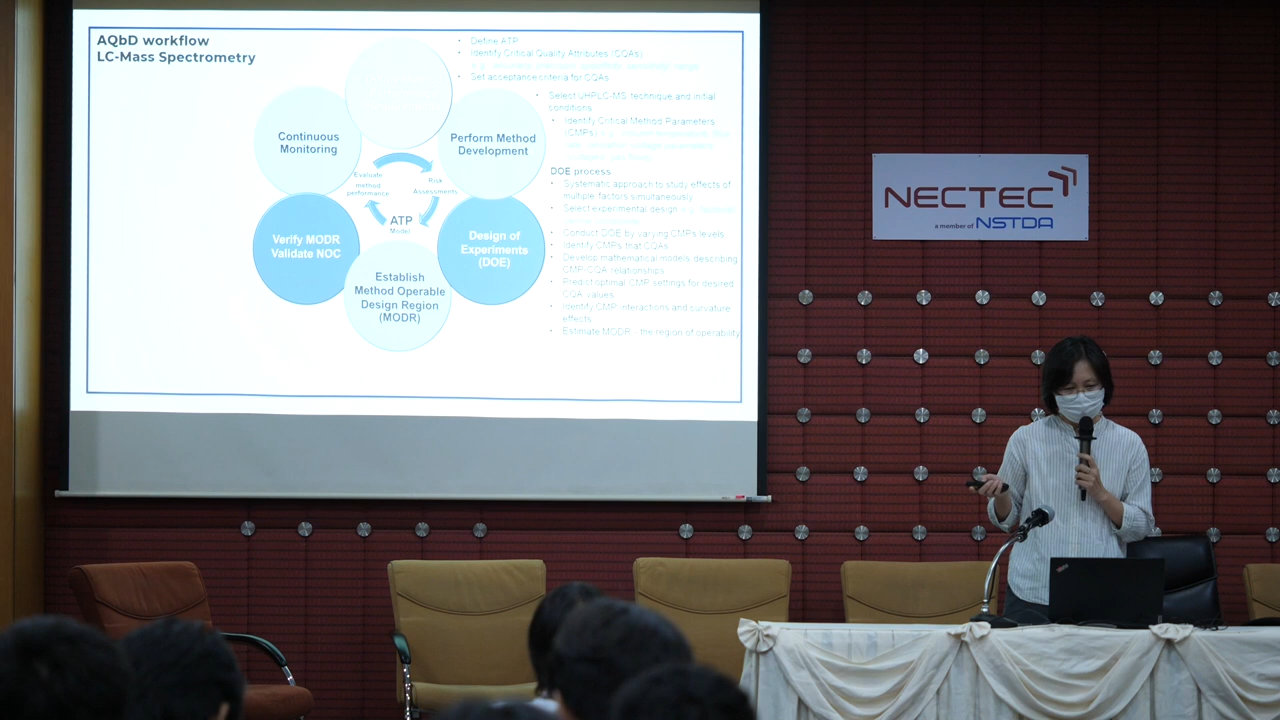 AQbD workflow
LC-Mass Spectrometry
Continuous
Monitoring
Perform Method
Development
Evaluate
method
performance
Risk
Assessments
ATP
Model
Verify MODR
Validate NOC
Design of
Experiments
(DOE)
Establish
Method Operable
Design Region
(MODR)
• Define ATP
• Identify Critical Quality Attributes (CQAs)
• Set acceptance criteria for CQAs
• Select UHPLC-MS technique and initial
conditions
• Identify Critical Method Parameters
(CMPs)
DOE process
• Systematic approach to study effects of
multiple factors simultaneously
• Select experimental design
• Conduct DOE by varying CMPs levels
• Identify CMPs that CQAs
• Develop mathematical models describing
CMP-CQA relationships
• Predict optimal CMP settings for desired
CQA values
• Identify CMP interactions and curvature
effects
• Estimate MODR - the region of operability
NECTEC
a member of NSTDA